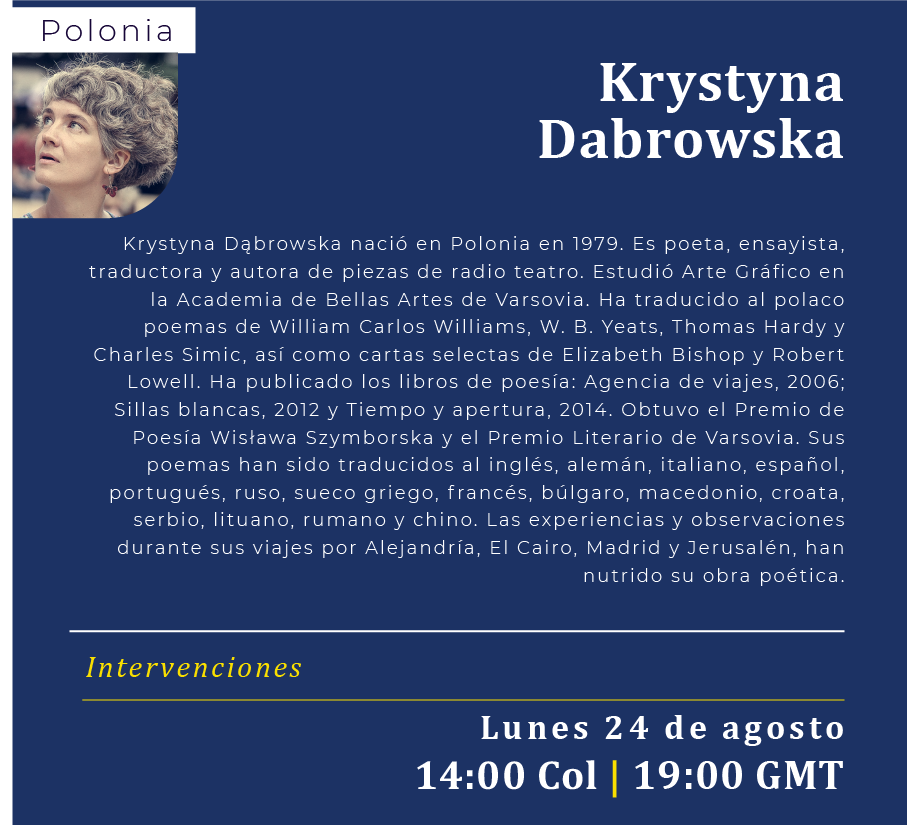 Polonia
Krystyna
Dabrowska
Krystyna Dąbrowska nació en Polonia en 1979. Es poeta, ensayista,
traductora y autora de piezas de radio teatro. Estudió Arte Gráfico en
la Academia de Bellas Artes de Varsovia. Ha traducido al polaco
poemas de William Carlos Williams, W. B. Yeats, Thomas Hardy y
Charles Simic, así como cartas selectas de Elizabeth Bishop y Robert
Lowell. Ha publicado los libros de poesía: Agencia de viajes, 2006;
Sillas blancas, 2012 y Tiempo y apertura, 2014. Obtuvo el Premio de
Poesía Wisława Szymborska y el Premio Literario de Varsovia. Sus
poemas han sido traducidos al inglés, alemán, italiano, español,
portugués, ruso, sueco griego, francés, búlgaro, macedonio, croata,
serbio, lituano, rumano y chino. Las experiencias y observaciones
durante sus viajes por Alejandría, El Cairo, Madrid y Jerusalén, han
nutrido su obra poética.
Intervenciones
Lunes 24 de agosto
14:00 Col | 19:00 GMT